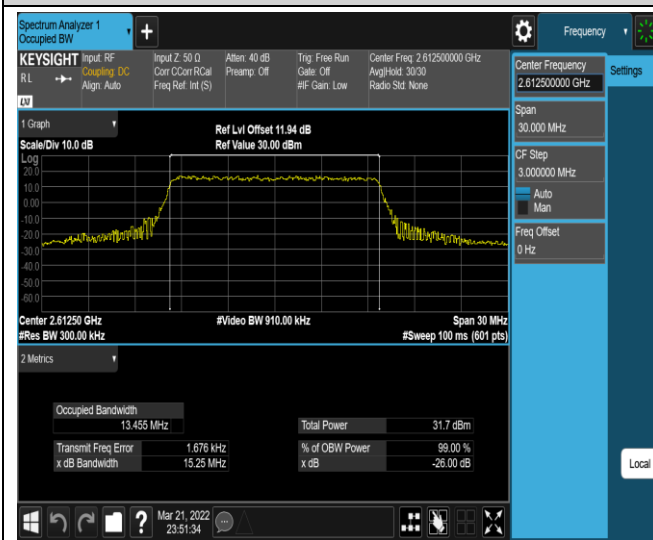 Spectrum Analyzer 1
Occupied BW
Frequency
KEYSIGHT
Input: RF
Coupling: DC
Align: Auto
Input Z: 50 Ω
Corr CCorr RCal
Freq Ref: Int (S)
Atten: 40 dB
Preamp: Off
Trig: Free Run
Gate: Off
#IF Gain: Low
Center Freq: 2.612500000 GHz
Avg|Hold: 30/30
Radio Std: None
RL
LXI
Center Frequency
2.612500000 GHz
Settings
Span
30.000 MHz
CF Step
3.000000 MHz
Auto
Man
Freq Offset
0 Hz
1 Graph
Scale/Div 10.0 dB
Ref Lvl Offset 11.94 dB
Ref Value 30.00 dBm
Log
20.0
10.0
0.00
-10.0
-20.0
-30.0
-40.0
-50.0
-60.0
Center 2.61250 GHz
#Res BW 300.00 kHz
#Video BW 910.00 kHz
Span 30 MHz
#Sweep 100 ms (601 pts)
2 Metrics
Occupied Bandwidth
13.455 MHz
Total Power 31.7 dBm
Transmit Freq Error 1.676 kHz
% of OBW Power 99.00 %
x dB Bandwidth 15.25 MHz
x dB -26.00 dB
Local
?
Mar 21, 2022
23:51:34